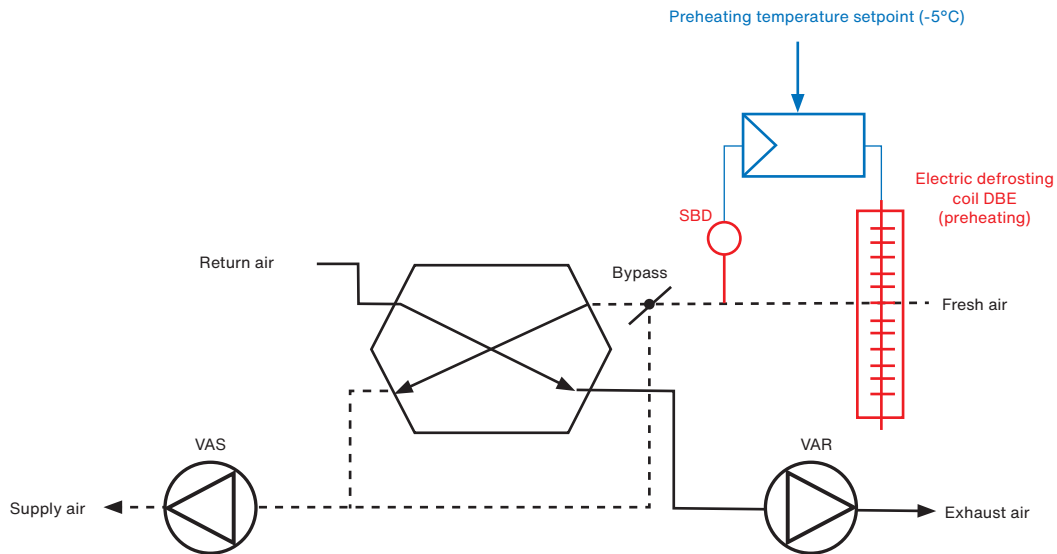 Preheating temperature setpoint (-5ºC)
Electric defrosting
coil DBE
(preheating)
SBD
Return air
Bypass
Fresh air
VAS
VAR
Supply air
Exhaust air